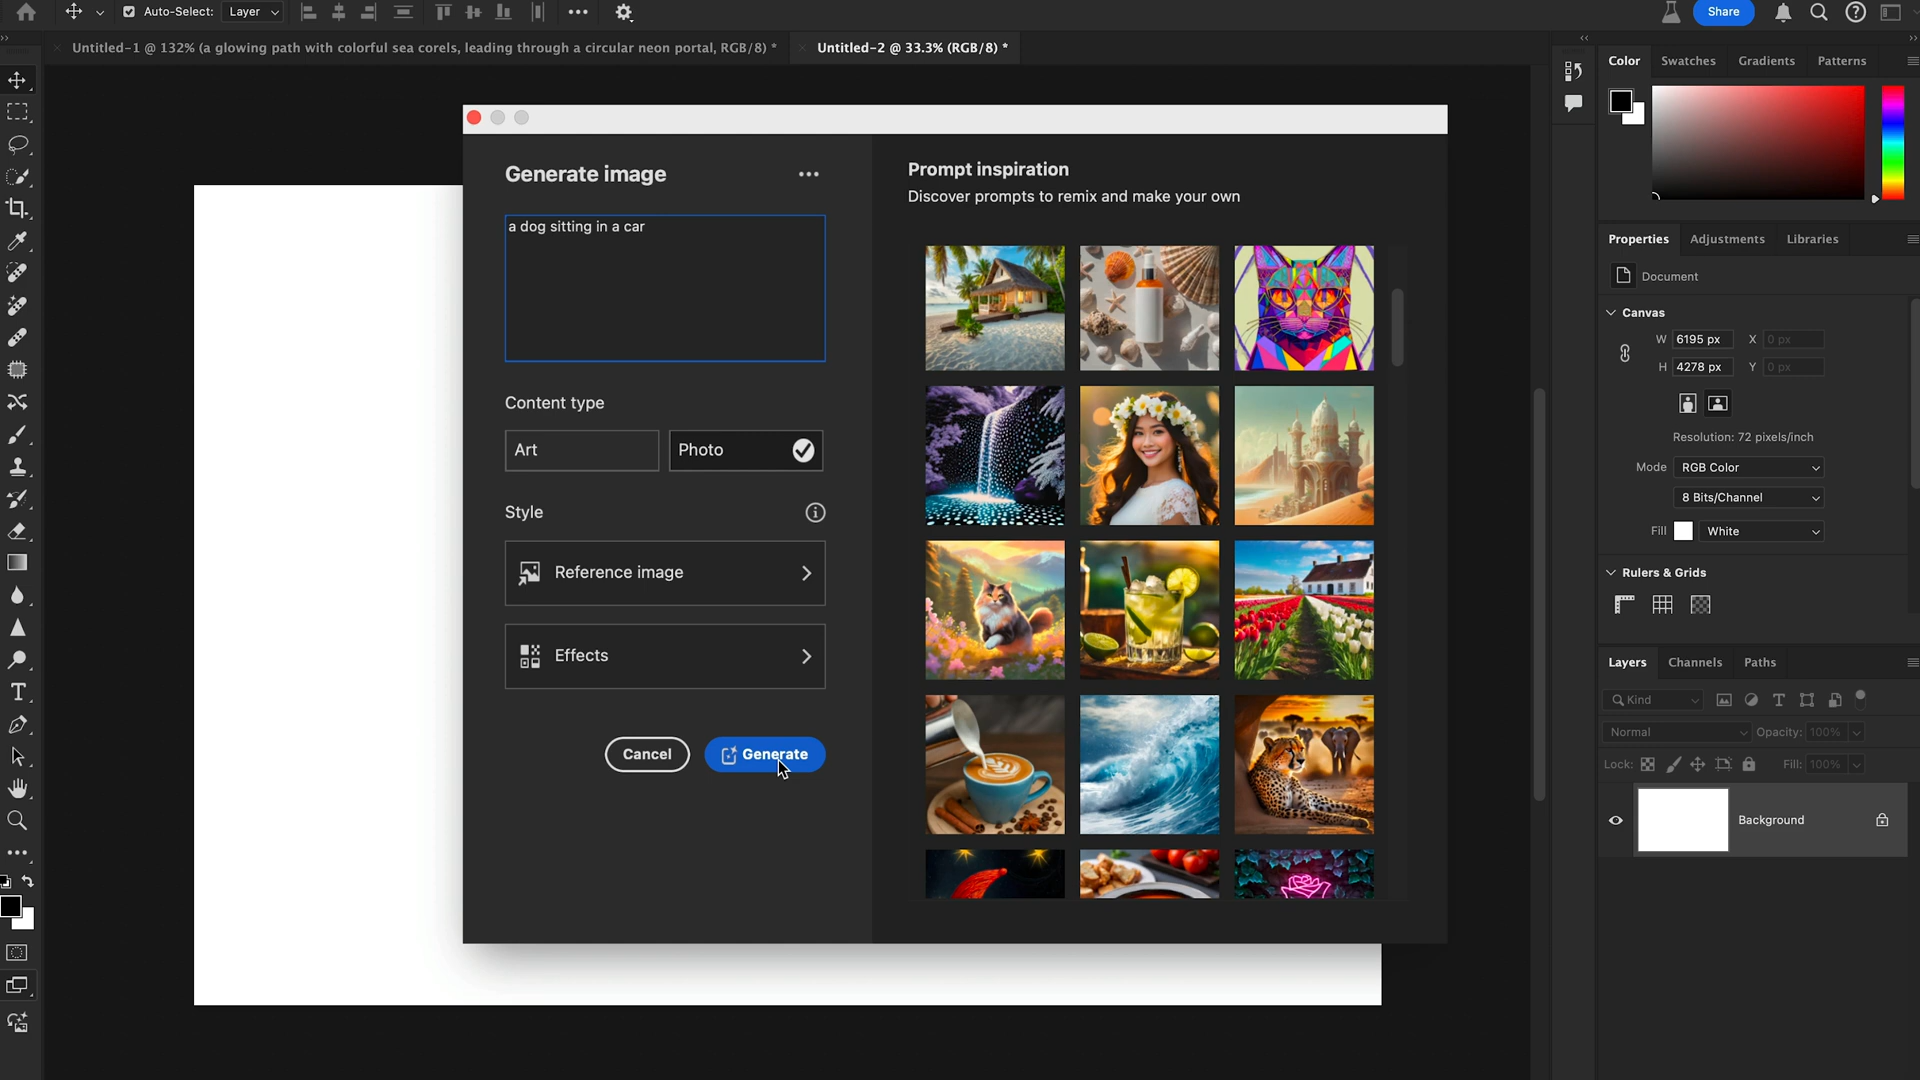 Auto-Select: Layer
Share
Untitled-1 @ 132% (a glowing path with colorful sea corels, leading through a circular neon portal, RGB/8) *
Untitled-2 @ 33.3% (RGB/8) *
Generate image
a dog sitting in a car
Content type
Art
Photo
Style
Reference image
Effects
Cancel
Generate
Prompt inspiration
Discover prompts to remix and make your own
Color Swatches Gradients Patterns
Properties Adjustments Libraries
Document
Canvas
W 6195 px X 0 px
H 4278 px Y 0 px
Resolution: 72 pixels/inch
Mode RGB Color
8 Bits/Channel
Fill White
Rulers & Grids
Layers Channels Paths
Kind
Normal Opacity: 100%
Lock: Fill: 100%
Background